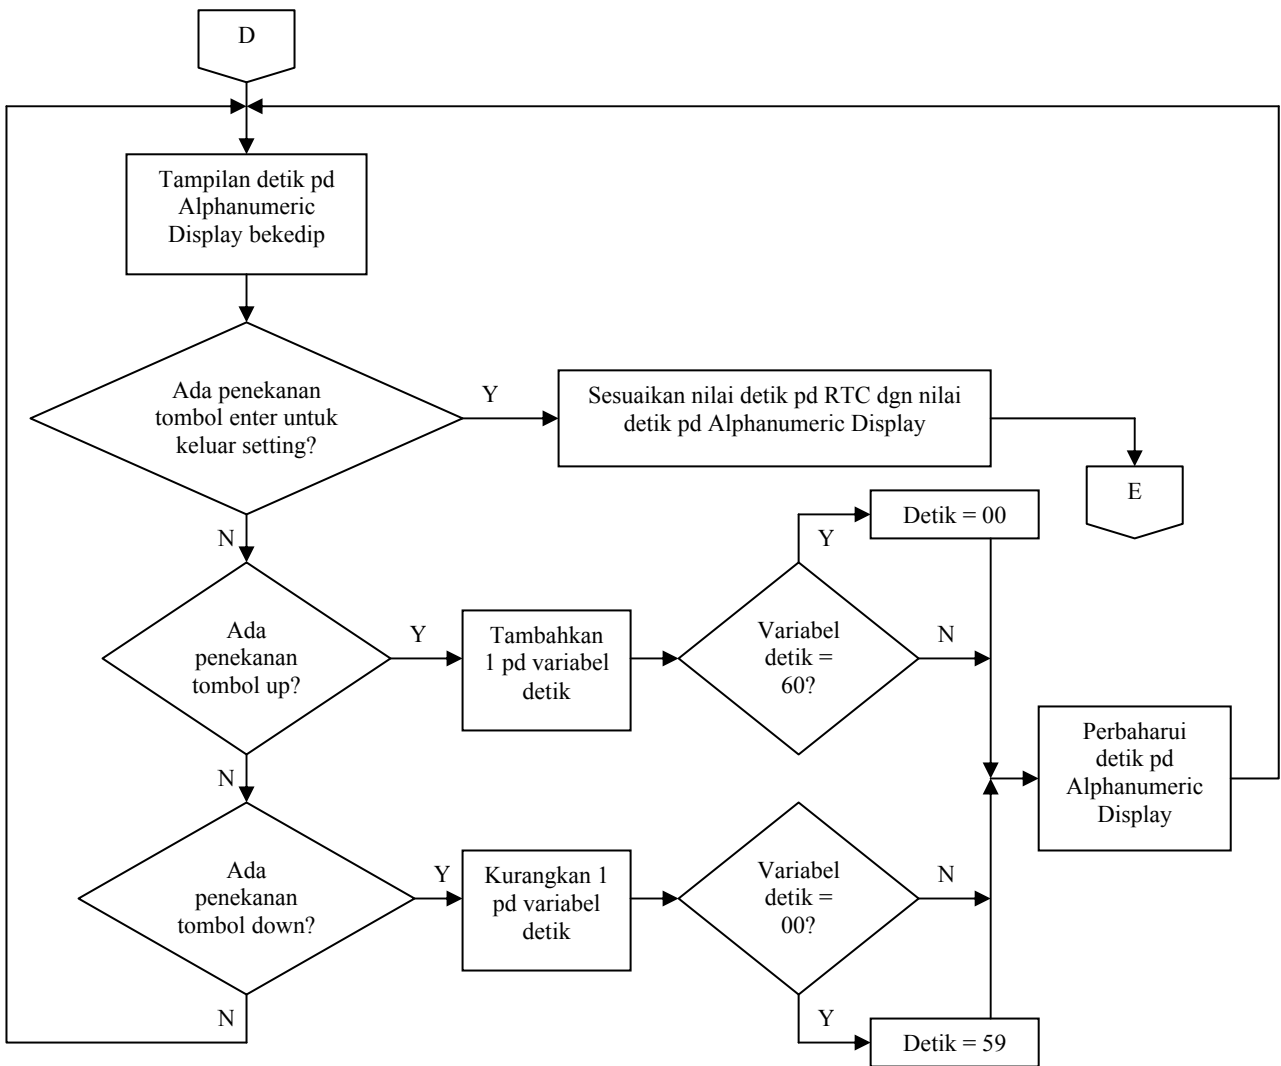 D
Tampilan detik pd
Alphanumeric
Display bekedip
Ada penekanan
tombol enter untuk
keluar setting?
Y
Sesuaikan nilai detik pd RTC dgn nilai
detik pd Alphanumeric Display
E
N
Ada
penekanan
tombol up?
Y
Tambahkan
1 pd variabel
detik
Variabel
detik =
60?
Y
Detik = 00
N
Perbaharui
detik pd
Alphanumeric
Display
N
Ada
penekanan
tombol down?
Y
Kurangkan 1
pd variabel
detik
Variabel
detik =
00?
N
Y
Detik = 59
N